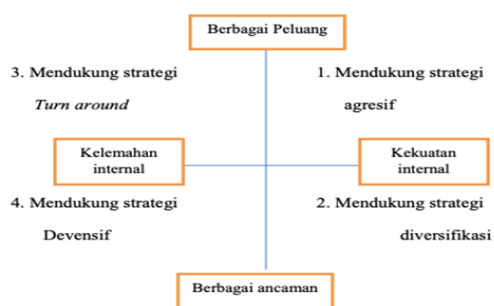 Berbagai Peluang
3. Mendukung strategi
Turn around
1. Mendukung strategi
agresif
Kelemahan
internal
Kekuatan
internal
4. Mendukung strategi
Devensif
2. Mendukung strategi
diversifikasi
Berbagai ancaman